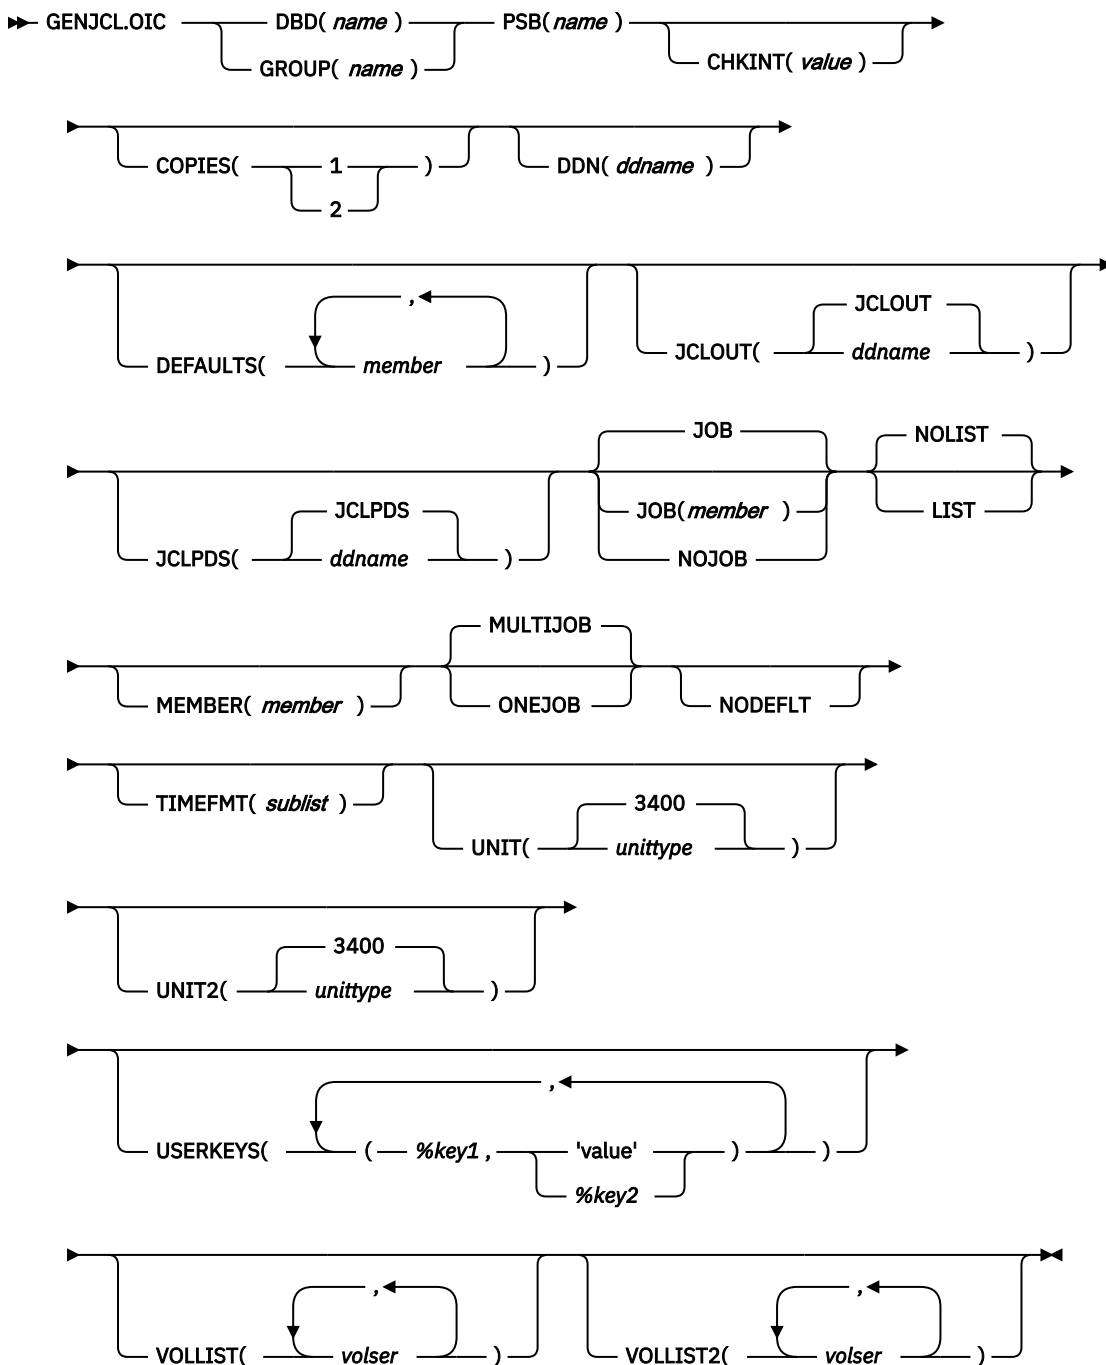 GENJCL.OIC DBD( name ) PSB( name )
GROUP( name ) CHKINT( value )
COPIES( 1 ) DDN( ddname )
2
,
DEFAULTS( member )
JCLOUT
JCLOUT( ddname )
JOB NOLIST
JCLPDS
JCLPDS( ddname ) JOB( member ) LIST
NOJOB
MULTIJOB
MEMBER( member ) ONEJOB NODEFLT
TIMEFMT( sublist ) 3400
UNIT( unittype )
3400
UNIT2( unittype )
,
USERKEYS( ( %key1 , 'value' ) )
%key2
, ,
VOLLIST( volser ) VOLLIST2( volser )